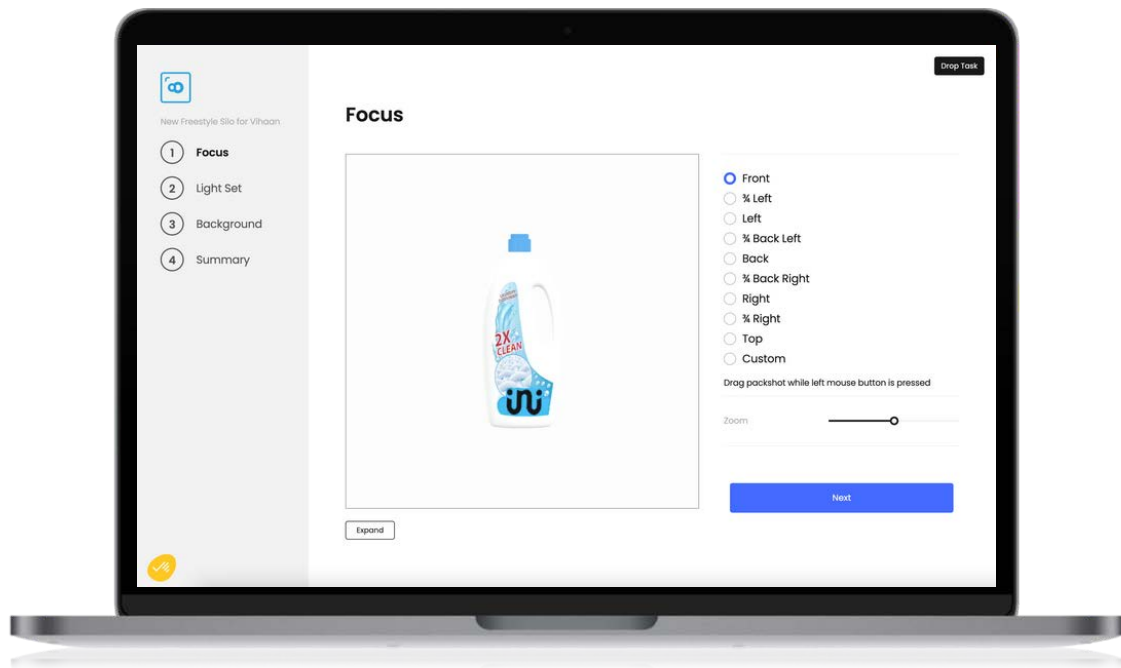 Drop Task
New Freestyle Silo for Vihaan
1 Focus
2 Light Set
3 Background
4 Summary
Focus
2X
CLEAN
ini
Expand
Front
¾ Left
Left
¾ Back Left
Back
¾ Back Right
Right
¾ Right
Top
Custom
Drag packshot while left mouse button is pressed
Zoom
Next